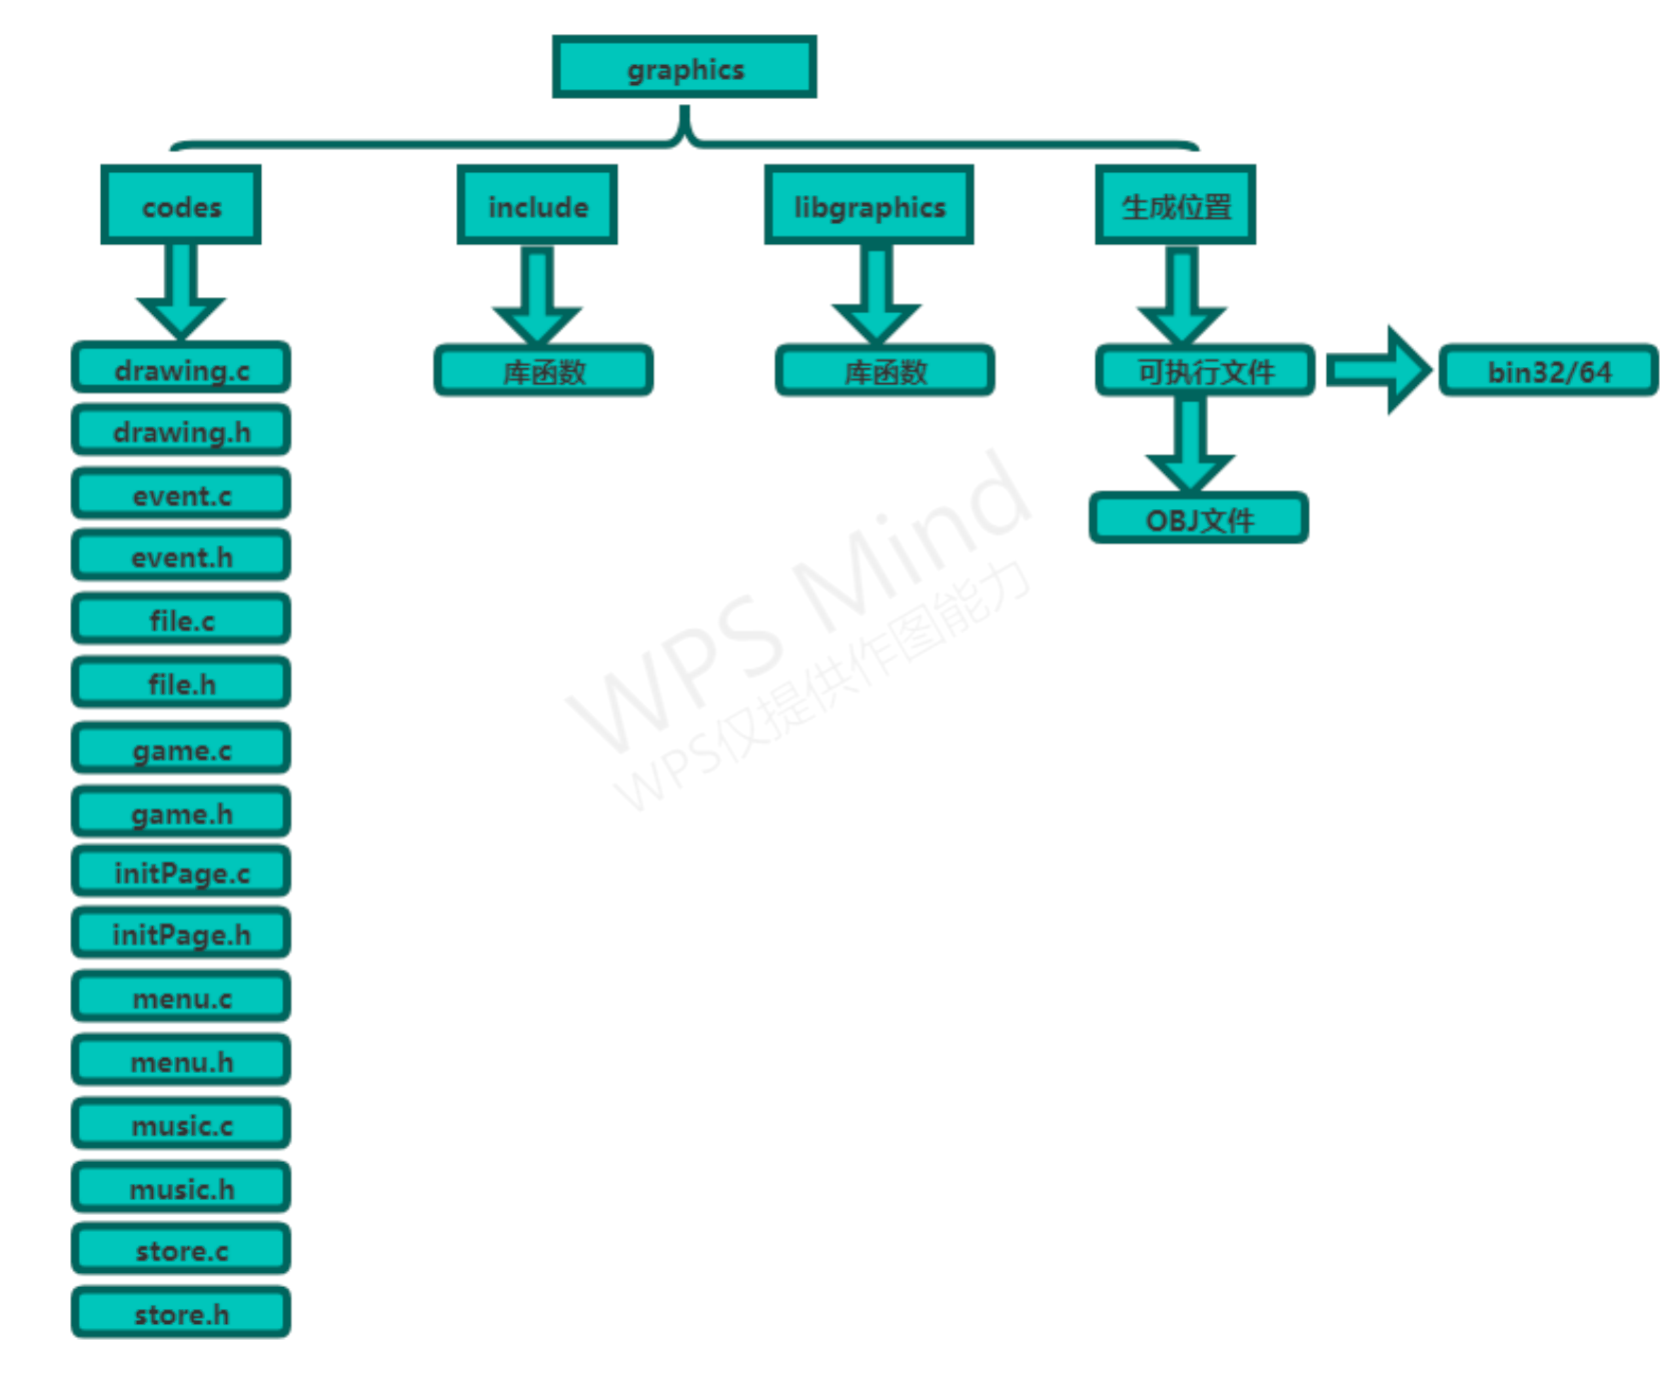 graphics
codes
include
libgraphics
生成位置
drawing.c
库函数
库函数
可执行文件
bin32/64
drawing.h
event.c
OBJ文件
event.h
file.c
file.h
game.c
game.h
initPage.c
initPage.h
menu.c
menu.h
music.c
music.h
store.c
store.h
WPS Mind
WPS仅提供作图能力